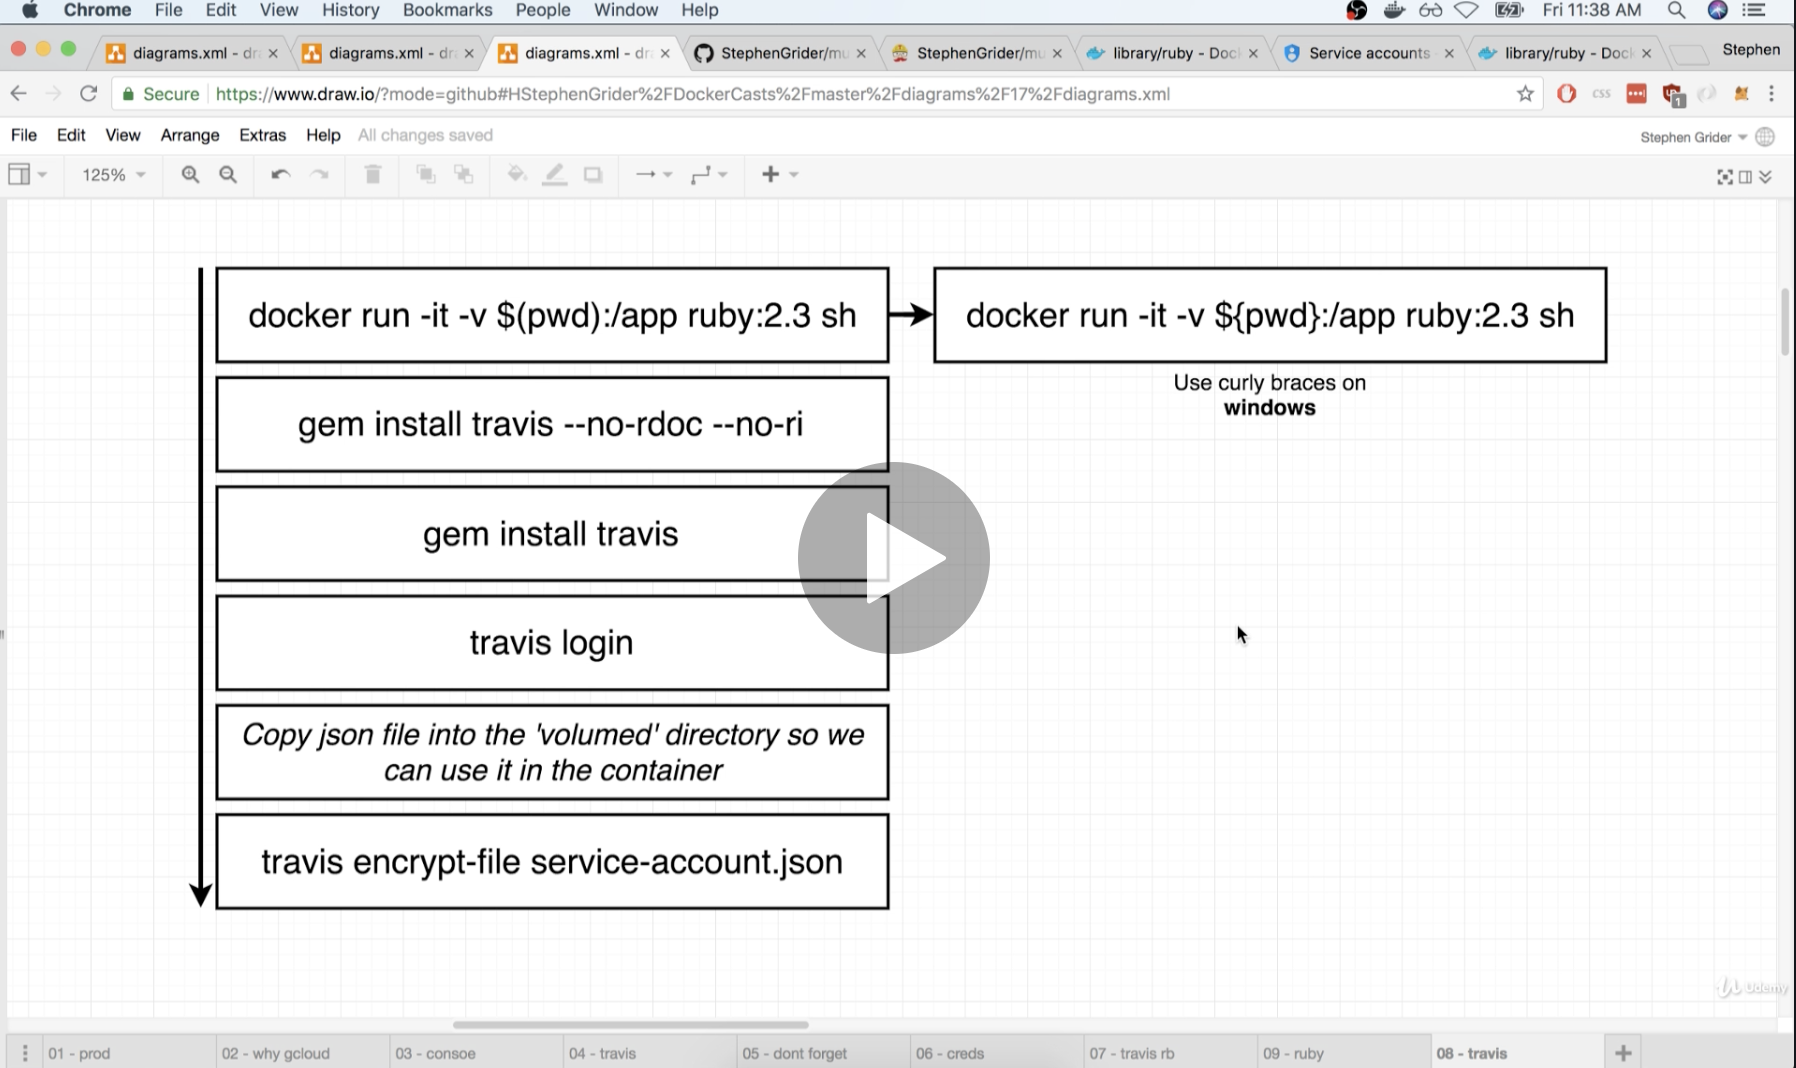 Chrome File Edit View History Bookmarks People Window Help Fri 11:38 AM
diagrams.xml - dr diagrams.xml - dr diagrams.xml - dr StephenGrider/mu StephenGrider/mu library/ruby - Doc Service accounts library/ruby - Doc Stephen
Secure https://www.draw.io/?mode=github#HStephenGrider%2FDockerCasts%2Fmaster%2Fdiagrams%2F17%2Fdiagrams.xml CSS 1
File Edit View Arrange Extras Help All changes saved Stephen Grider
125%
docker run -it -v $(pwd):/app ruby:2.3 sh
docker run -it -v ${pwd}:/app ruby:2.3 sh
Use curly braces on
windows
gem install travis --no-rdoc --no-ri
gem install travis
travis login
Copy json file into the 'volumed' directory so we
can use it in the container
travis encrypt-file service-account.json
Udemy
01 - prod 02 - why gcloud 03 - consoe 04 - travis 05 - dont forget 06 - creds 07 - travis rb 09 - ruby 08 - travis